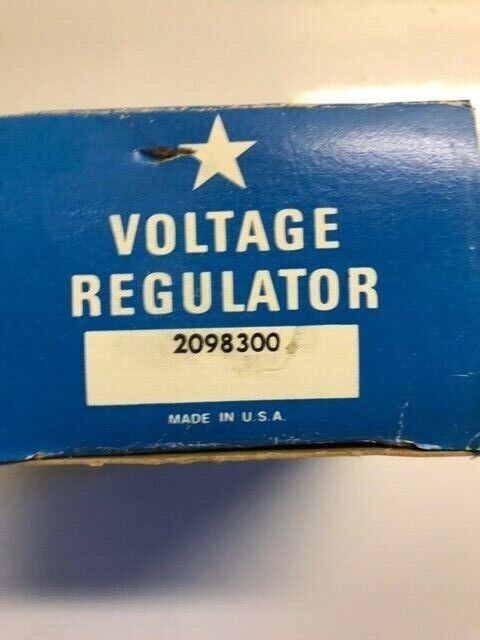 VOLTAGE
REGULATOR
2098300
MADE IN U.S.A.